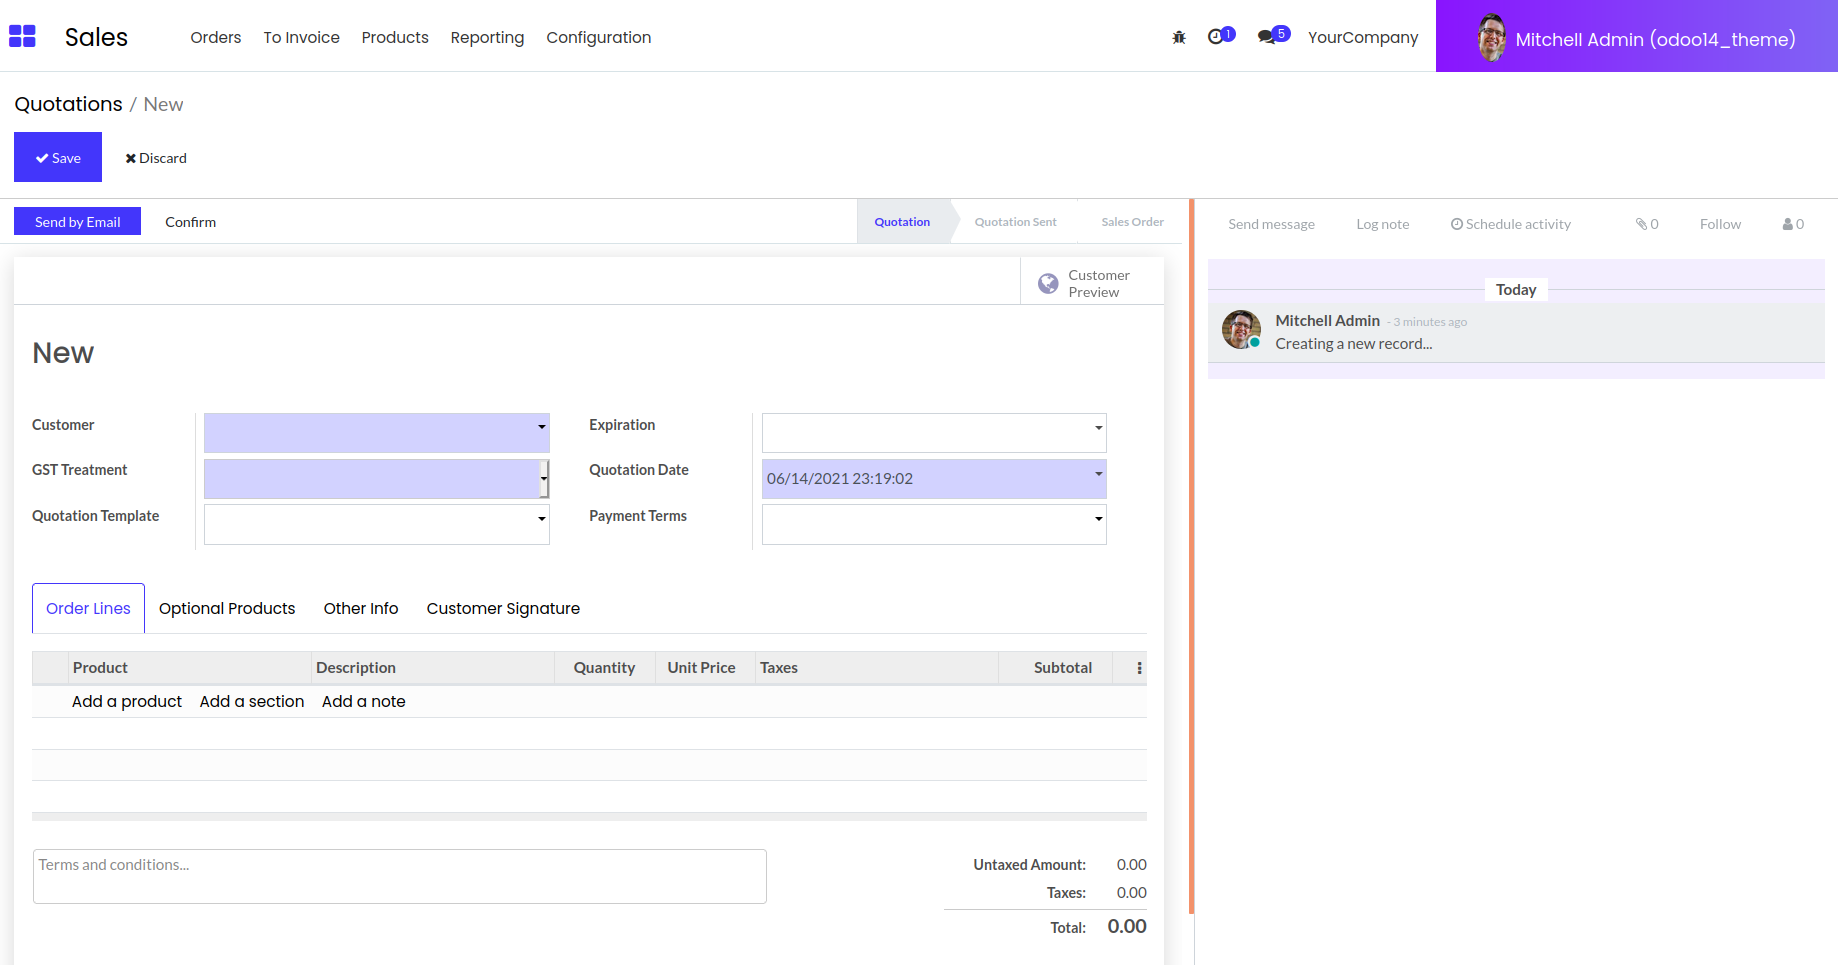 Sales Orders To Invoice Products Reporting Configuration 1 5 YourCompany Mitchell Admin (odoo14_theme)
Quotations / New
Save Discard
Send by Email Confirm Quotation Quotation Sent Sales Order
Send message Log note Schedule activity 0 Follow 0
Customer
Preview
Today
Mitchell Admin - 3 minutes ago
Creating a new record...
New
Customer Expiration
GST Treatment Quotation Date 06/14/2021 23:19:02
Quotation Template Payment Terms
Order Lines Optional Products Other Info Customer Signature
Product Description Quantity Unit Price Taxes Subtotal
Add a product Add a section Add a note
Terms and conditions...
Untaxed Amount: 0.00
Taxes: 0.00
Total: 0.00